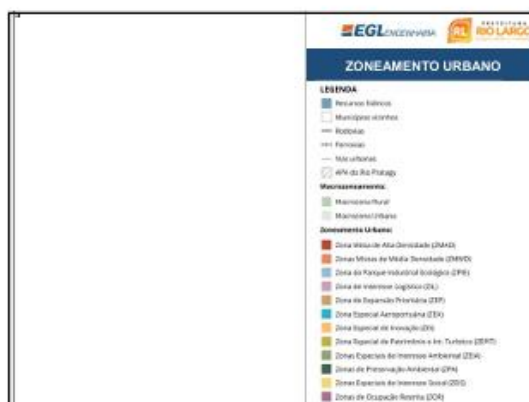 EGL ENGENHARIA
PREFEITURA
RL RIO LARGO
ZONEAMENTO URBANO
LEGENDA
Recursos hídricos
Municípios vizinhos
Rodovias
Ferrovias
Vias urbanas
APA do Rio Pratagy
Macrozoneamento:
Macrozona Rural
Macrozona Urbana
Zoneamento Urbano:
Zona Mista de Alta Densidade (ZMAD)
Zonas Mistas de Média Densidade (ZMMD)
Zona do Parque Industrial Ecológico (ZPIE)
Zona de Interesse Logístico (ZIL)
Zona de Expansão Prioritária (ZEP)
Zona Especial Aeroportuária (ZEA)
Zona Especial de Inovação
Zona Especial de Patrimônio e Int. Turístico (ZEPIT)
Zonas Especiais de Interesse Ambiental (ZEIA)
Zonas de Preservação Ambiental (ZPA)
Zonas Especiais de Interesse Social
Zonas de Ocupação Restrita (ZOR)